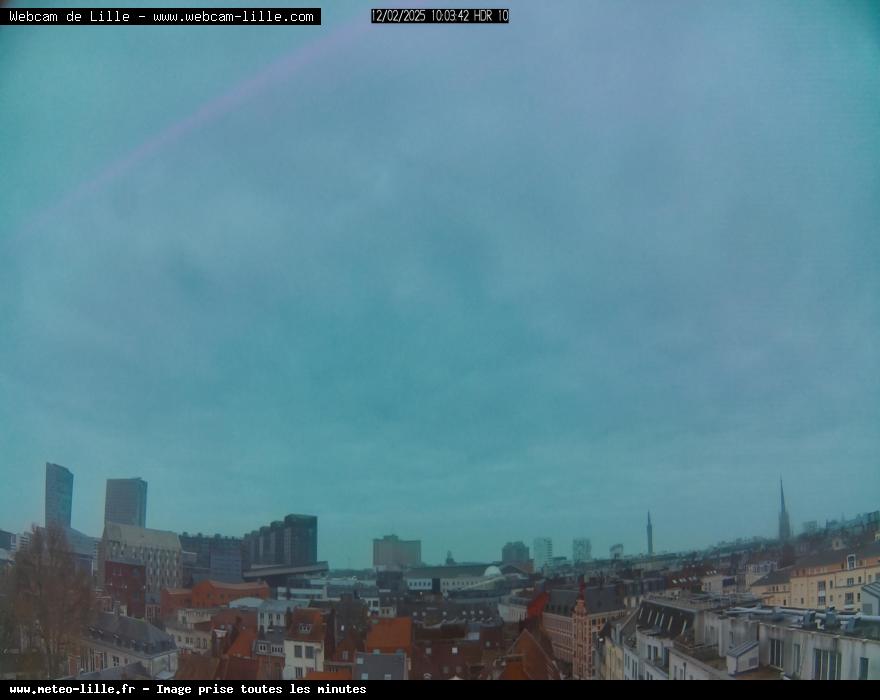 Webcam de Lille - www.webcam-lille.com
12/02/2025 10:03:42 HDR 10
www.meteo-lille.fr - Image prise toutes les minutes